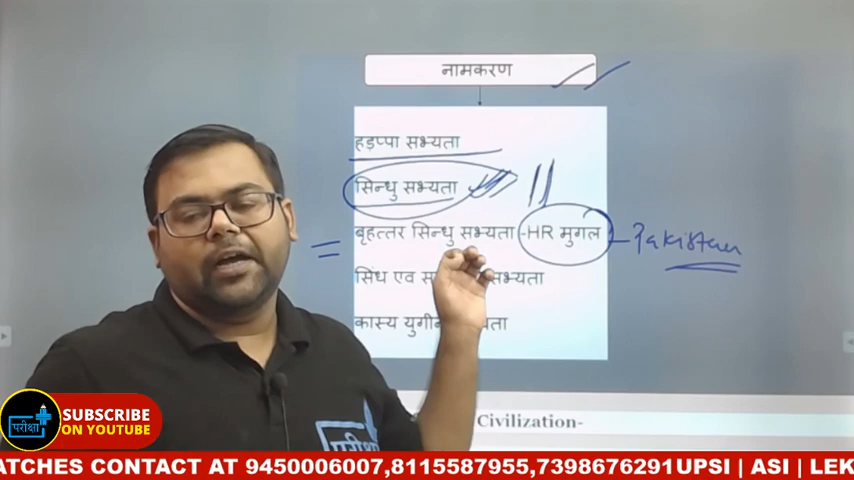 नामकरण
हड़प्पा सभ्यता
सिन्धु सभ्यता
बृहत्तर सिन्धु सभ्यता -HR मुगल - Pakistan
सिंध एव सभ्यता
कास्य युगीन
Civilization-
परीक्षा
SUBSCRIBE
ON YOUTUBE
परीक्षा
ATCHES CONTACT AT 9450006007,8115587955,7398676291UPSI | ASI | LEK